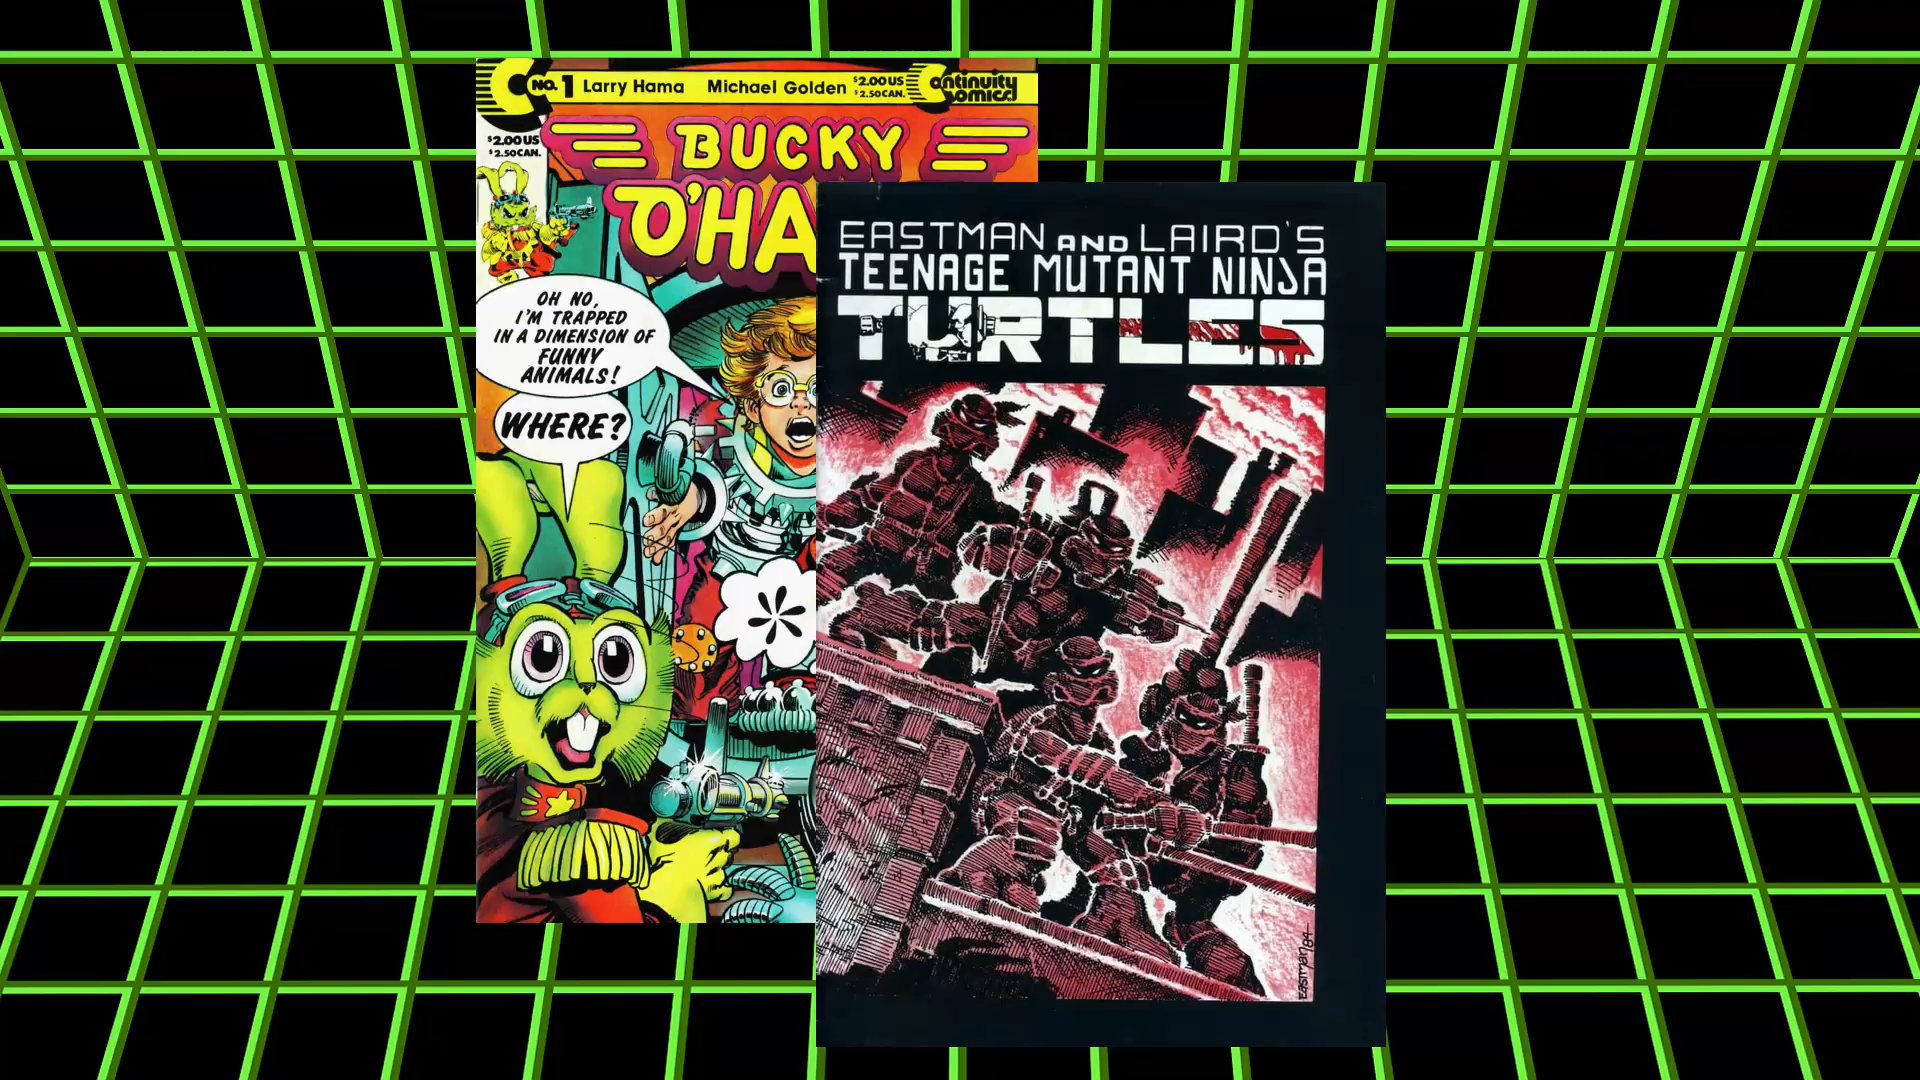 NO. 1 Larry Hama Michael Golden $2.00 US Continuity
$2.50 CAN. Comics
$2.00 US
$2.50 CAN.
BUCKY
O'HA
OH NO,
I'M TRAPPED
IN A DIMENSION OF
FUNNY
ANIMALS!
WHERE?
*
EASTMAN AND LAIRD'S
TEENAGE MUTANT NINJA
TURTLES
EASTMAN 84